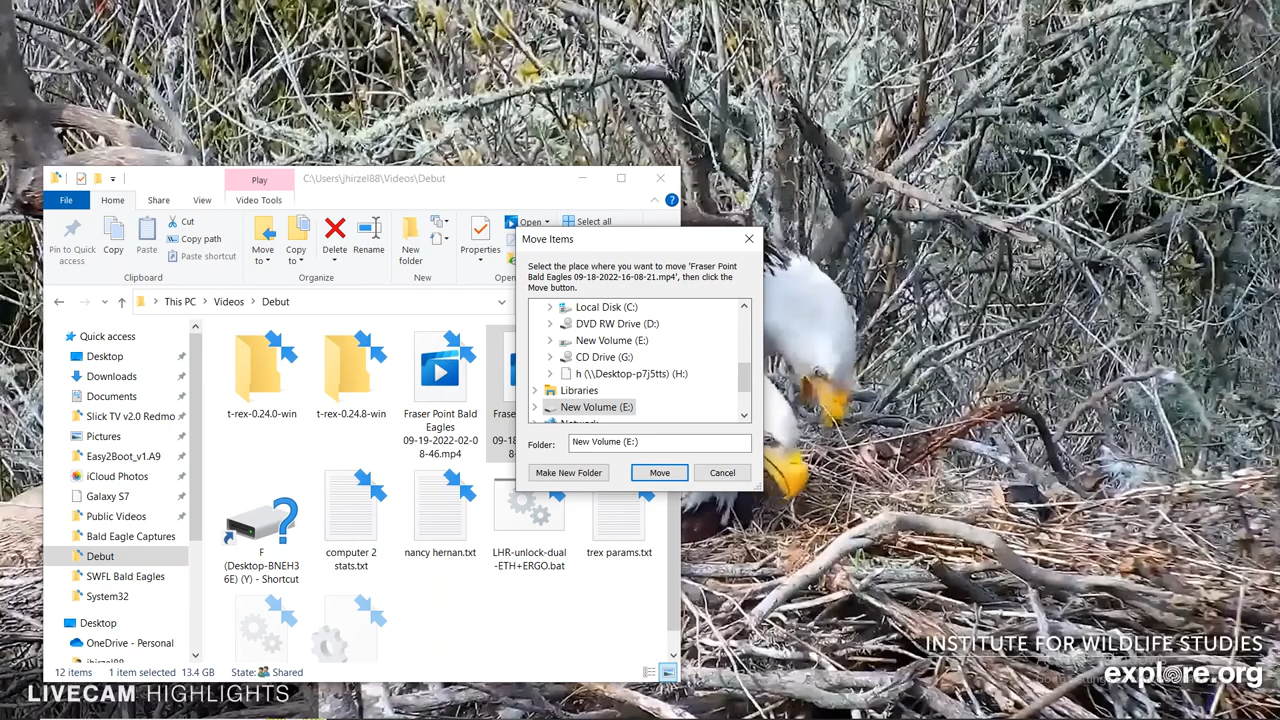 Play
C:\Users\jhirzel88\Videos\Debut
File
Home
Share
View
Video Tools
Pin to Quick
access
Copy
Paste
Cut
Copy path
Paste shortcut
Clipboard
Move
to
Copy
to
Delete
Rename
Organize
New
folder
New
Properties
Open
Select all
Open
This PC > Videos > Debut
Quick access
Desktop
Downloads
Documents
Slick TV v2.0 Redmo
Pictures
Easy2Boot_v1.A9
iCloud Photos
Galaxy S7
Public Videos
Bald Eagle Captures
Debut
SWFL Bald Eagles
System32
Desktop
OneDrive - Personal
jhirzel88
t-rex-0.24.0-win
t-rex-0.24.8-win
Fraser Point Bald
Eagles
09-19-2022-02-0
8-46.mp4
Frase
09-18
8
F
(Desktop-BNEH3
6E) (Y) - Shortcut
computer 2
stats.txt
nancy hernan.txt
LHR-unlock-dual
-ETH+ERGO.bat
trex params.txt
12 items
1 item selected 13.4 GB
State:
Shared
Move Items
Select the place where you want to move 'Fraser Point
Bald Eagles 09-18-2022-16-08-21.mp4', then click the
Move button.
Local Disk (C:)
DVD RW Drive (D:)
New Volume (E:)
CD Drive (G:)
h (\\Desktop-p7j5tts) (H:)
Libraries
New Volume (E:)
Network
Folder:
New Volume (E:)
Make New Folder
Move
Cancel
INSTITUTE FOR WILDLIFE STUDIES
explore.org
LIVECAM HIGHLIGHTS